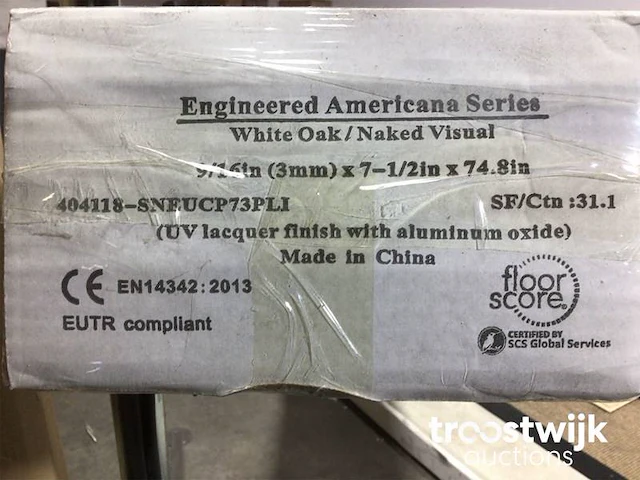 Engineered Americana Series
White Oak/Naked Visual
9/16in (3mm) x 7-1/2in x 74.8in
404118-SNEUCP73PLI SF/Ctn :31.1
(UV lacquer finish with aluminum oxide)
Made in China
CE EN14342:2013
EUTR compliant
floor
score
CERTIFIED BY
SCS Global Services
troostwijk
auctions